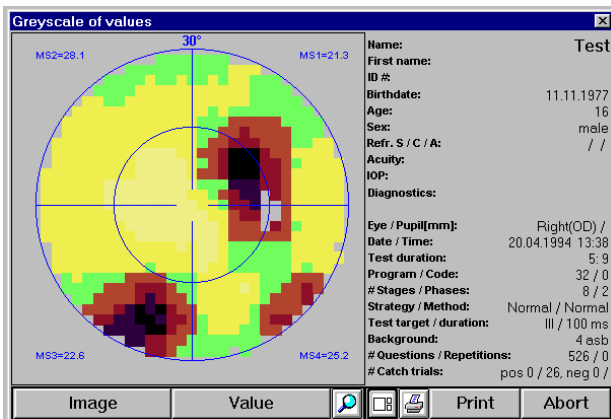 Greyscale of values
MS2=28.1
30°
MS1=21.3
MS3=22.6
MS4=25.2
Name: Test
First name:
ID #:
Birthdate: 11.11.1977
Age: 16
Sex: male
Refr. S / C / A: / /
Acuity:
IOP:
Diagnostics:
Eye / Pupil[mm]: Right(OD) /
Date / Time: 20.04.1994 13:38
Test duration: 5: 9
Program / Code: 32 / 0
# Stages / Phases: 8 / 2
Strategy / Method: Normal / Normal
Test target / duration: III / 100 ms
Background: 4 asb
# Questions / Repetitions: 526 / 0
# Catch trials: pos 0 / 26, neg 0 /
Image Value Print Abort